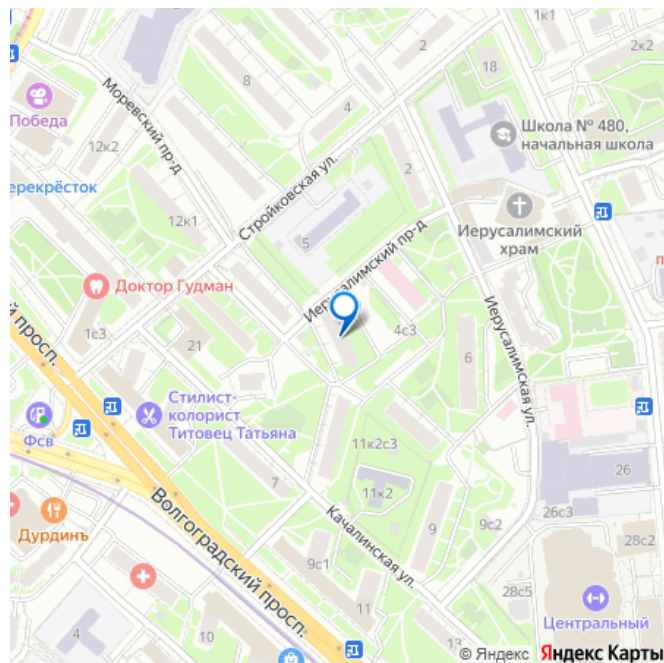 1к1
2
2к2
18
8
Победа
4
Моревский пр-д
Школа № 480,
начальная школа
12к2
2
Стройковская ул.
ерекрёсток
12к1
5
Иерусалимский
храм
Иерусалимский пр-д
Доктор Гудман
й просп.
1с3
21
4с3
6
Иерусалимская ул.
Стилист-
колорист
Титовец Татьяна
Фсв
11к2с3
26
7
11к2
Волгоградский просп.
Качалинская ул.
9
9с2
26с3
Дурдинъ
28с2
9с1
28с5
11
Центральный
4
10
© Яндекс Яндекс Карты